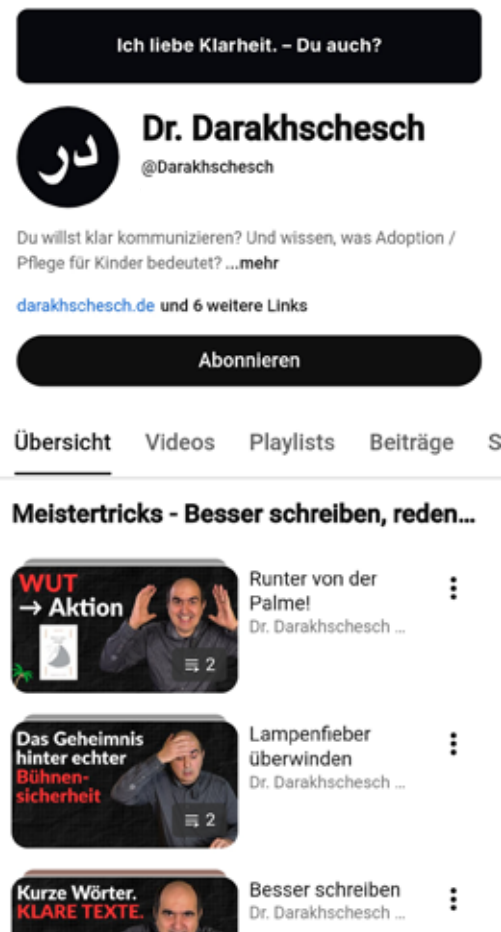 Ich liebe Klarheit. – Du auch?
در
Dr. Darakhschesch
@Darakhschesch
Du willst klar kommunizieren? Und wissen, was Adoption /
Pflege für Kinder bedeutet? ...mehr
darakhschesch.de und 6 weitere Links
Abonnieren
Übersicht Videos Playlists Beiträge S
Meistertricks - Besser schreiben, reden...
WUT
→ Aktion
2
Runter von der
Palme!
Dr. Darakhschesch ...
Das Geheimnis
hinter echter
Bühnen-
sicherheit
2
Lampenfieber
überwinden
Dr. Darakhschesch ...
Kurze Wörter.
KLARE TEXTE.
Besser schreiben
Dr. Darakhschesch ...